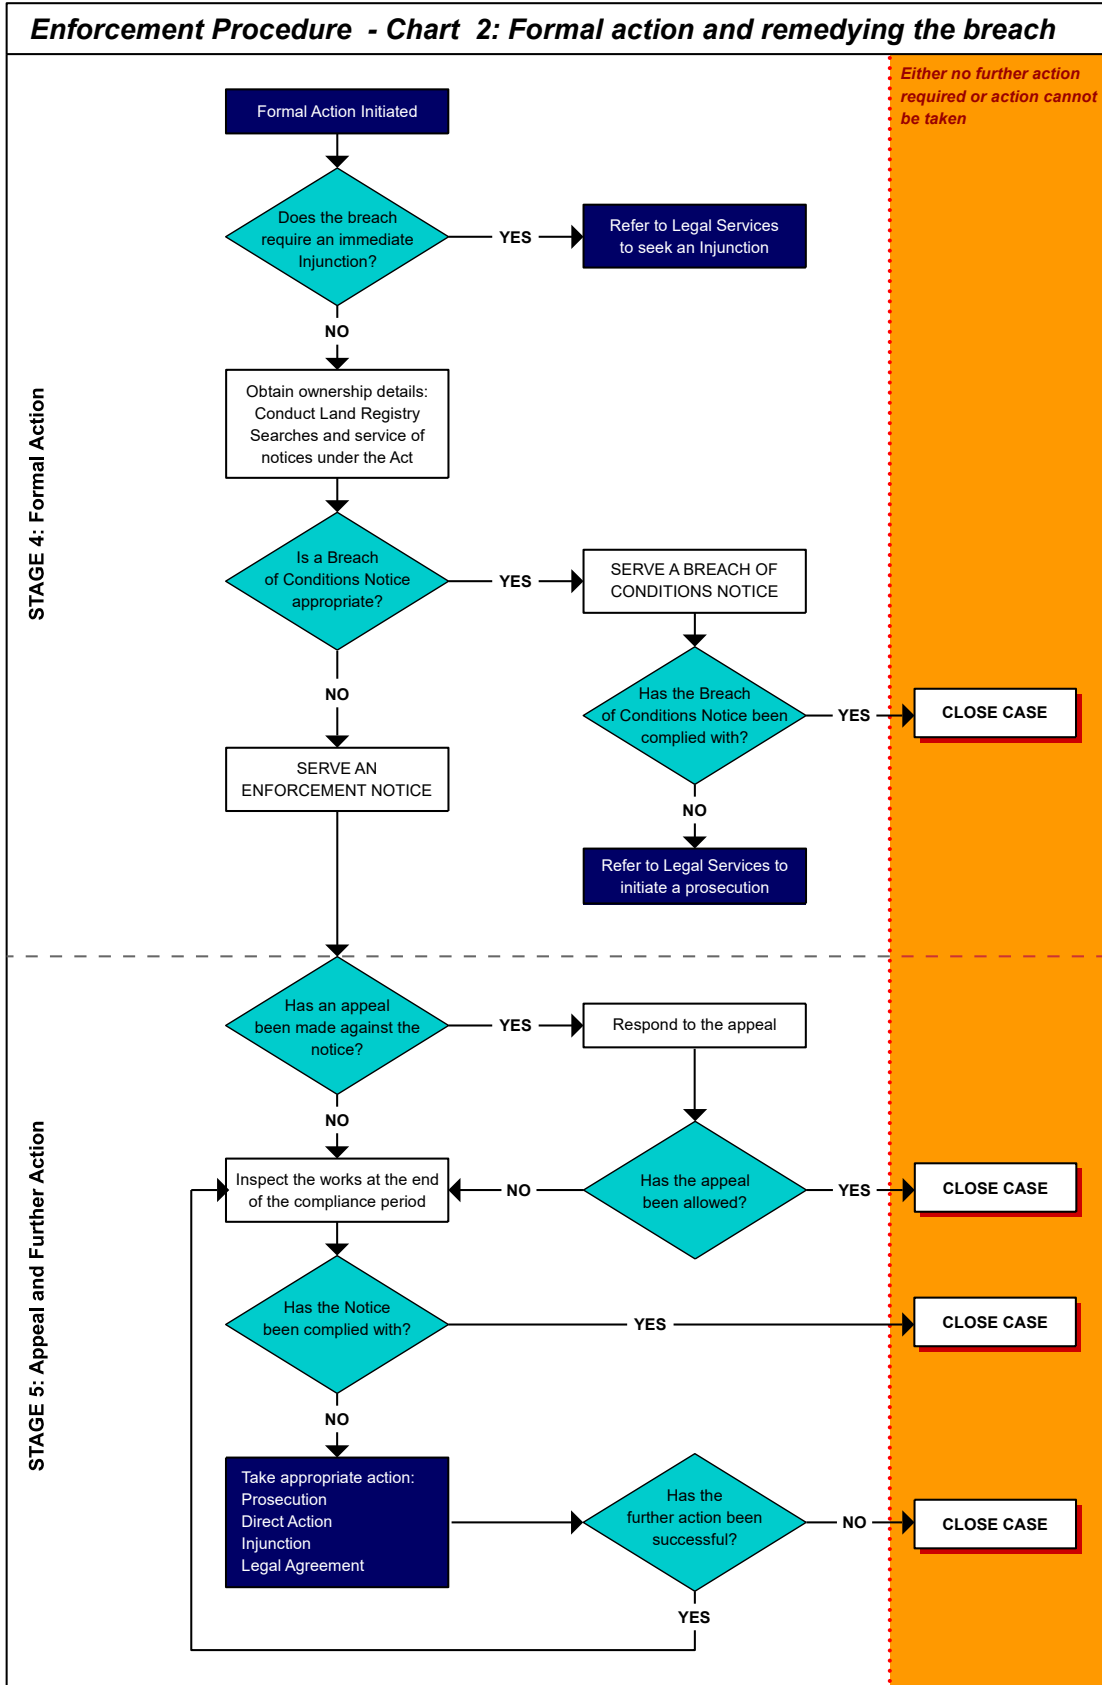 Enforcement Procedure - Chart 2: Formal action and remedying the breach
Either no further action
required or action cannot
be taken
STAGE 4: Formal Action
Formal Action Initiated
Does the breach
require an immediate
Injunction?
YES
Refer to Legal Services
to seek an Injunction
NO
Obtain ownership details:
Conduct Land Registry
Searches and service of
notices under the Act
Is a Breach
of Conditions Notice
appropriate?
YES
SERVE A BREACH OF
CONDITIONS NOTICE
NO
Has the Breach
of Conditions Notice been
complied with?
YES
CLOSE CASE
SERVE AN
ENFORCEMENT NOTICE
NO
Refer to Legal Services to
initiate a prosecution
STAGE 5: Appeal and Further Action
Has an appeal
been made against the
notice?
YES
Respond to the appeal
NO
Inspect the works at the end
of the compliance period
NO
Has the appeal
been allowed?
YES
CLOSE CASE
Has the Notice
been complied with?
YES
CLOSE CASE
NO
Take appropriate action:
Prosecution
Direct Action
Injunction
Legal Agreement
Has the
further action been
successful?
NO
CLOSE CASE
YES